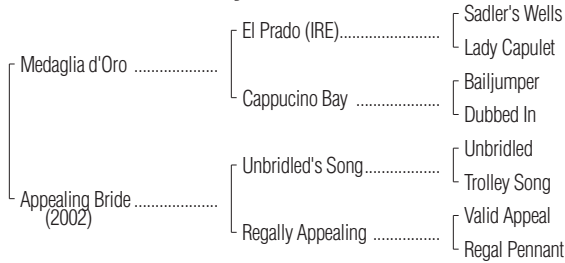 Sadler's Wells
El Prado (IRE)....................
Lady Capulet
Medaglia d'Oro .................
Bailjumper
Cappucino Bay .................
Dubbed In
Unbridled
Unbridled's Song...............
Trolley Song
Appealing Bride .................
(2002)
Valid Appeal
Regally Appealing ..............
Regal Pennant